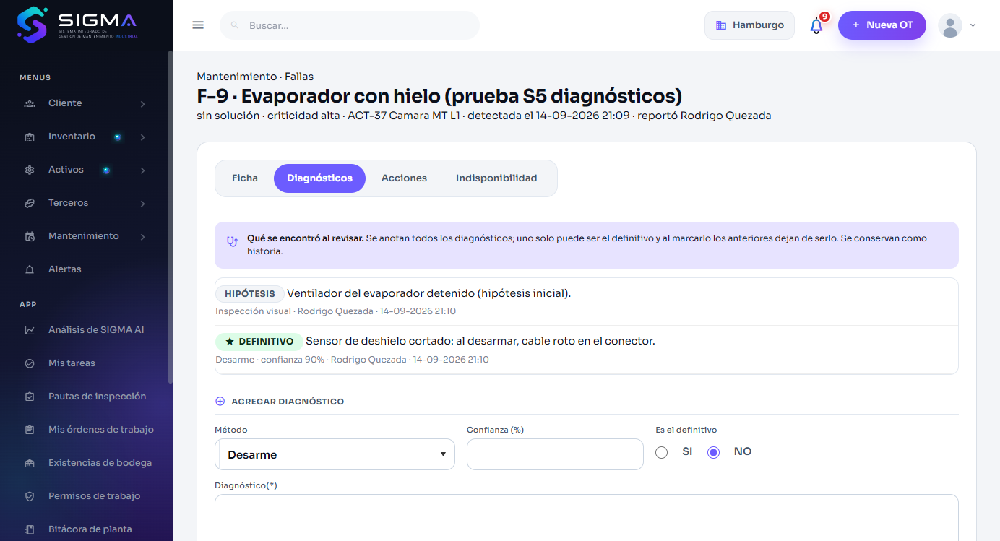 SIGMA
SISTEMA INTEGRADO DE
GESTION DE MANTENIMIENTO INDUSTRIAL
Buscar...
Hamburgo
9
+ Nueva OT
MENUS
Cliente
Inventario
Activos
Terceros
Mantenimiento
Alertas
APP
Análisis de SIGMA AI
Mis tareas
Pautas de inspección
Mis órdenes de trabajo
Existencias de bodega
Permisos de trabajo
Bitácora de planta
Mantenimiento · Fallas
F-9 · Evaporador con hielo (prueba S5 diagnósticos)
sin solución · criticidad alta · ACT-37 Camara MT L1 · detectada el 14-09-2026 21:09 · reportó Rodrigo Quezada
Ficha
Diagnósticos
Acciones
Indisponibilidad
Qué se encontró al revisar. Se anotan todos los diagnósticos; uno solo puede ser el definitivo y al marcarlo los anteriores dejan de serlo. Se conservan como
historia.
HIPÓTESIS Ventilador del evaporador detenido (hipótesis inicial).
Inspección visual · Rodrigo Quezada · 14-09-2026 21:10
★ DEFINITIVO Sensor de deshielo cortado: al desarmar, cable roto en el conector.
Desarme · confianza 90% · Rodrigo Quezada · 14-09-2026 21:10
AGREGAR DIAGNÓSTICO
Método
Desarme
Confianza (%)
Es el definitivo
SI
NO
Diagnóstico(*)